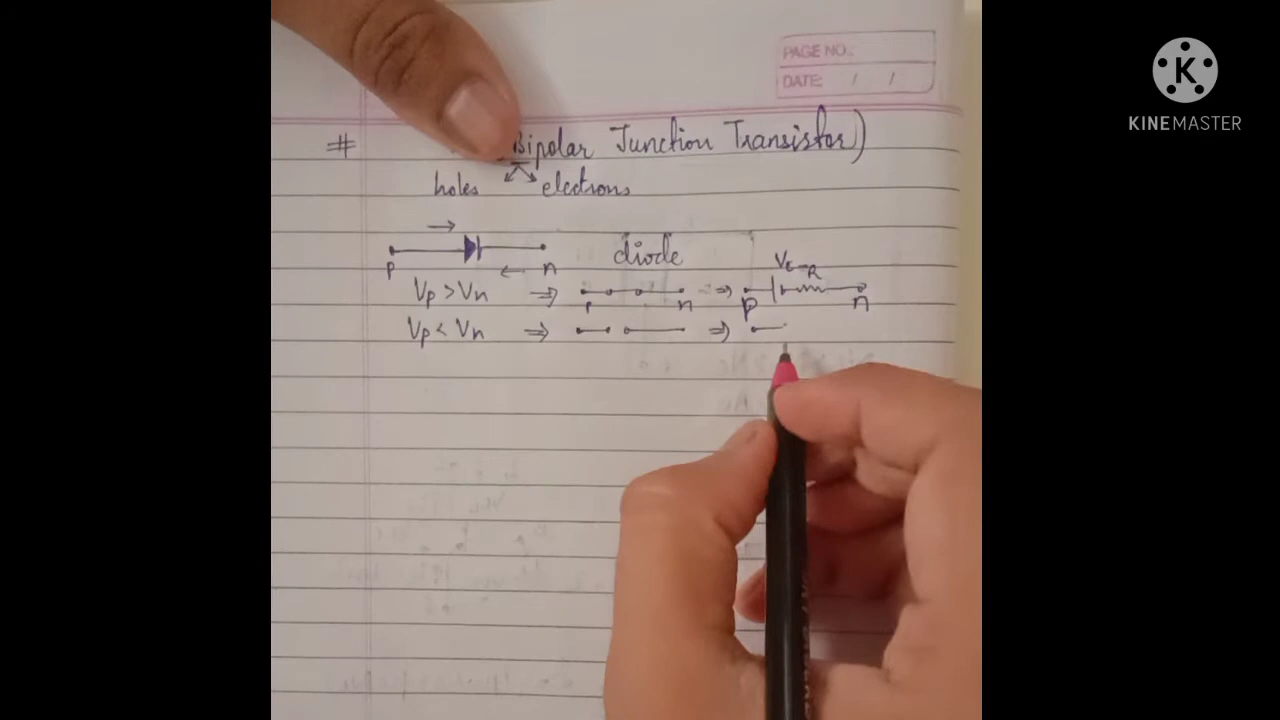 PAGE NO.:
DATE: / /
K
KINEMASTER
# Bipolar Junction Transistor)
holes electrons
p n diode
Vp > Vn ⇒ p n ⇒ p R n
Vp < Vn ⇒ ⇒